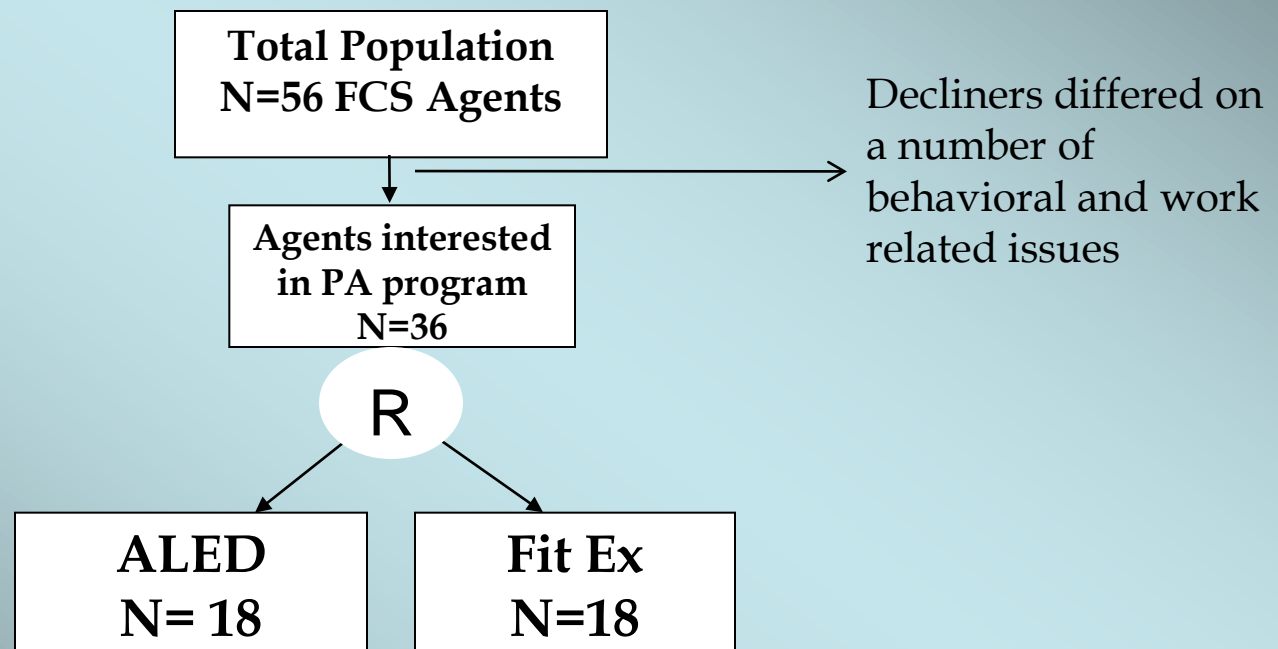 Total Population
N=56 FCS Agents
Decliners differed on
a number of
behavioral and work
related issues
Agents interested
in PA program
N=36
R
ALED
N= 18
Fit Ex
N=18